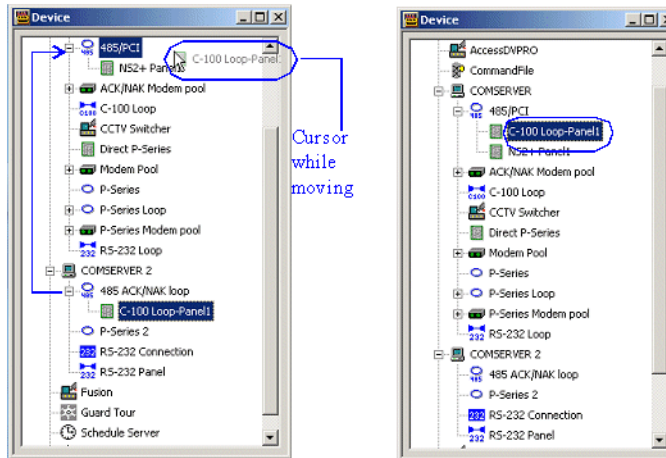 Device
485/PCI
C-100 Loop-Panel
NS2+ Panel1
ACK/NAK Modem pool
C-100 Loop
CCTV Switcher
Direct P-Series
Modem Pool
P-Series
P-Series Loop
P-Series Modem pool
RS-232 Loop
COMSERVER 2
485 ACK/NAK loop
C-100 Loop-Panel1
P-Series 2
RS-232 Connection
RS-232 Panel
Fusion
Guard Tour
Schedule Server
Cursor
while
moving
Device
AccessDVPRO
CommandFile
COMSERVER
485/PCI
C-100 Loop-Panel1
NS2+ Panel1
ACK/NAK Modem pool
C-100 Loop
CCTV Switcher
Direct P-Series
Modem Pool
P-Series
P-Series Loop
P-Series Modem pool
RS-232 Loop
COMSERVER 2
485 ACK/NAK loop
P-Series 2
RS-232 Connection
RS-232 Panel